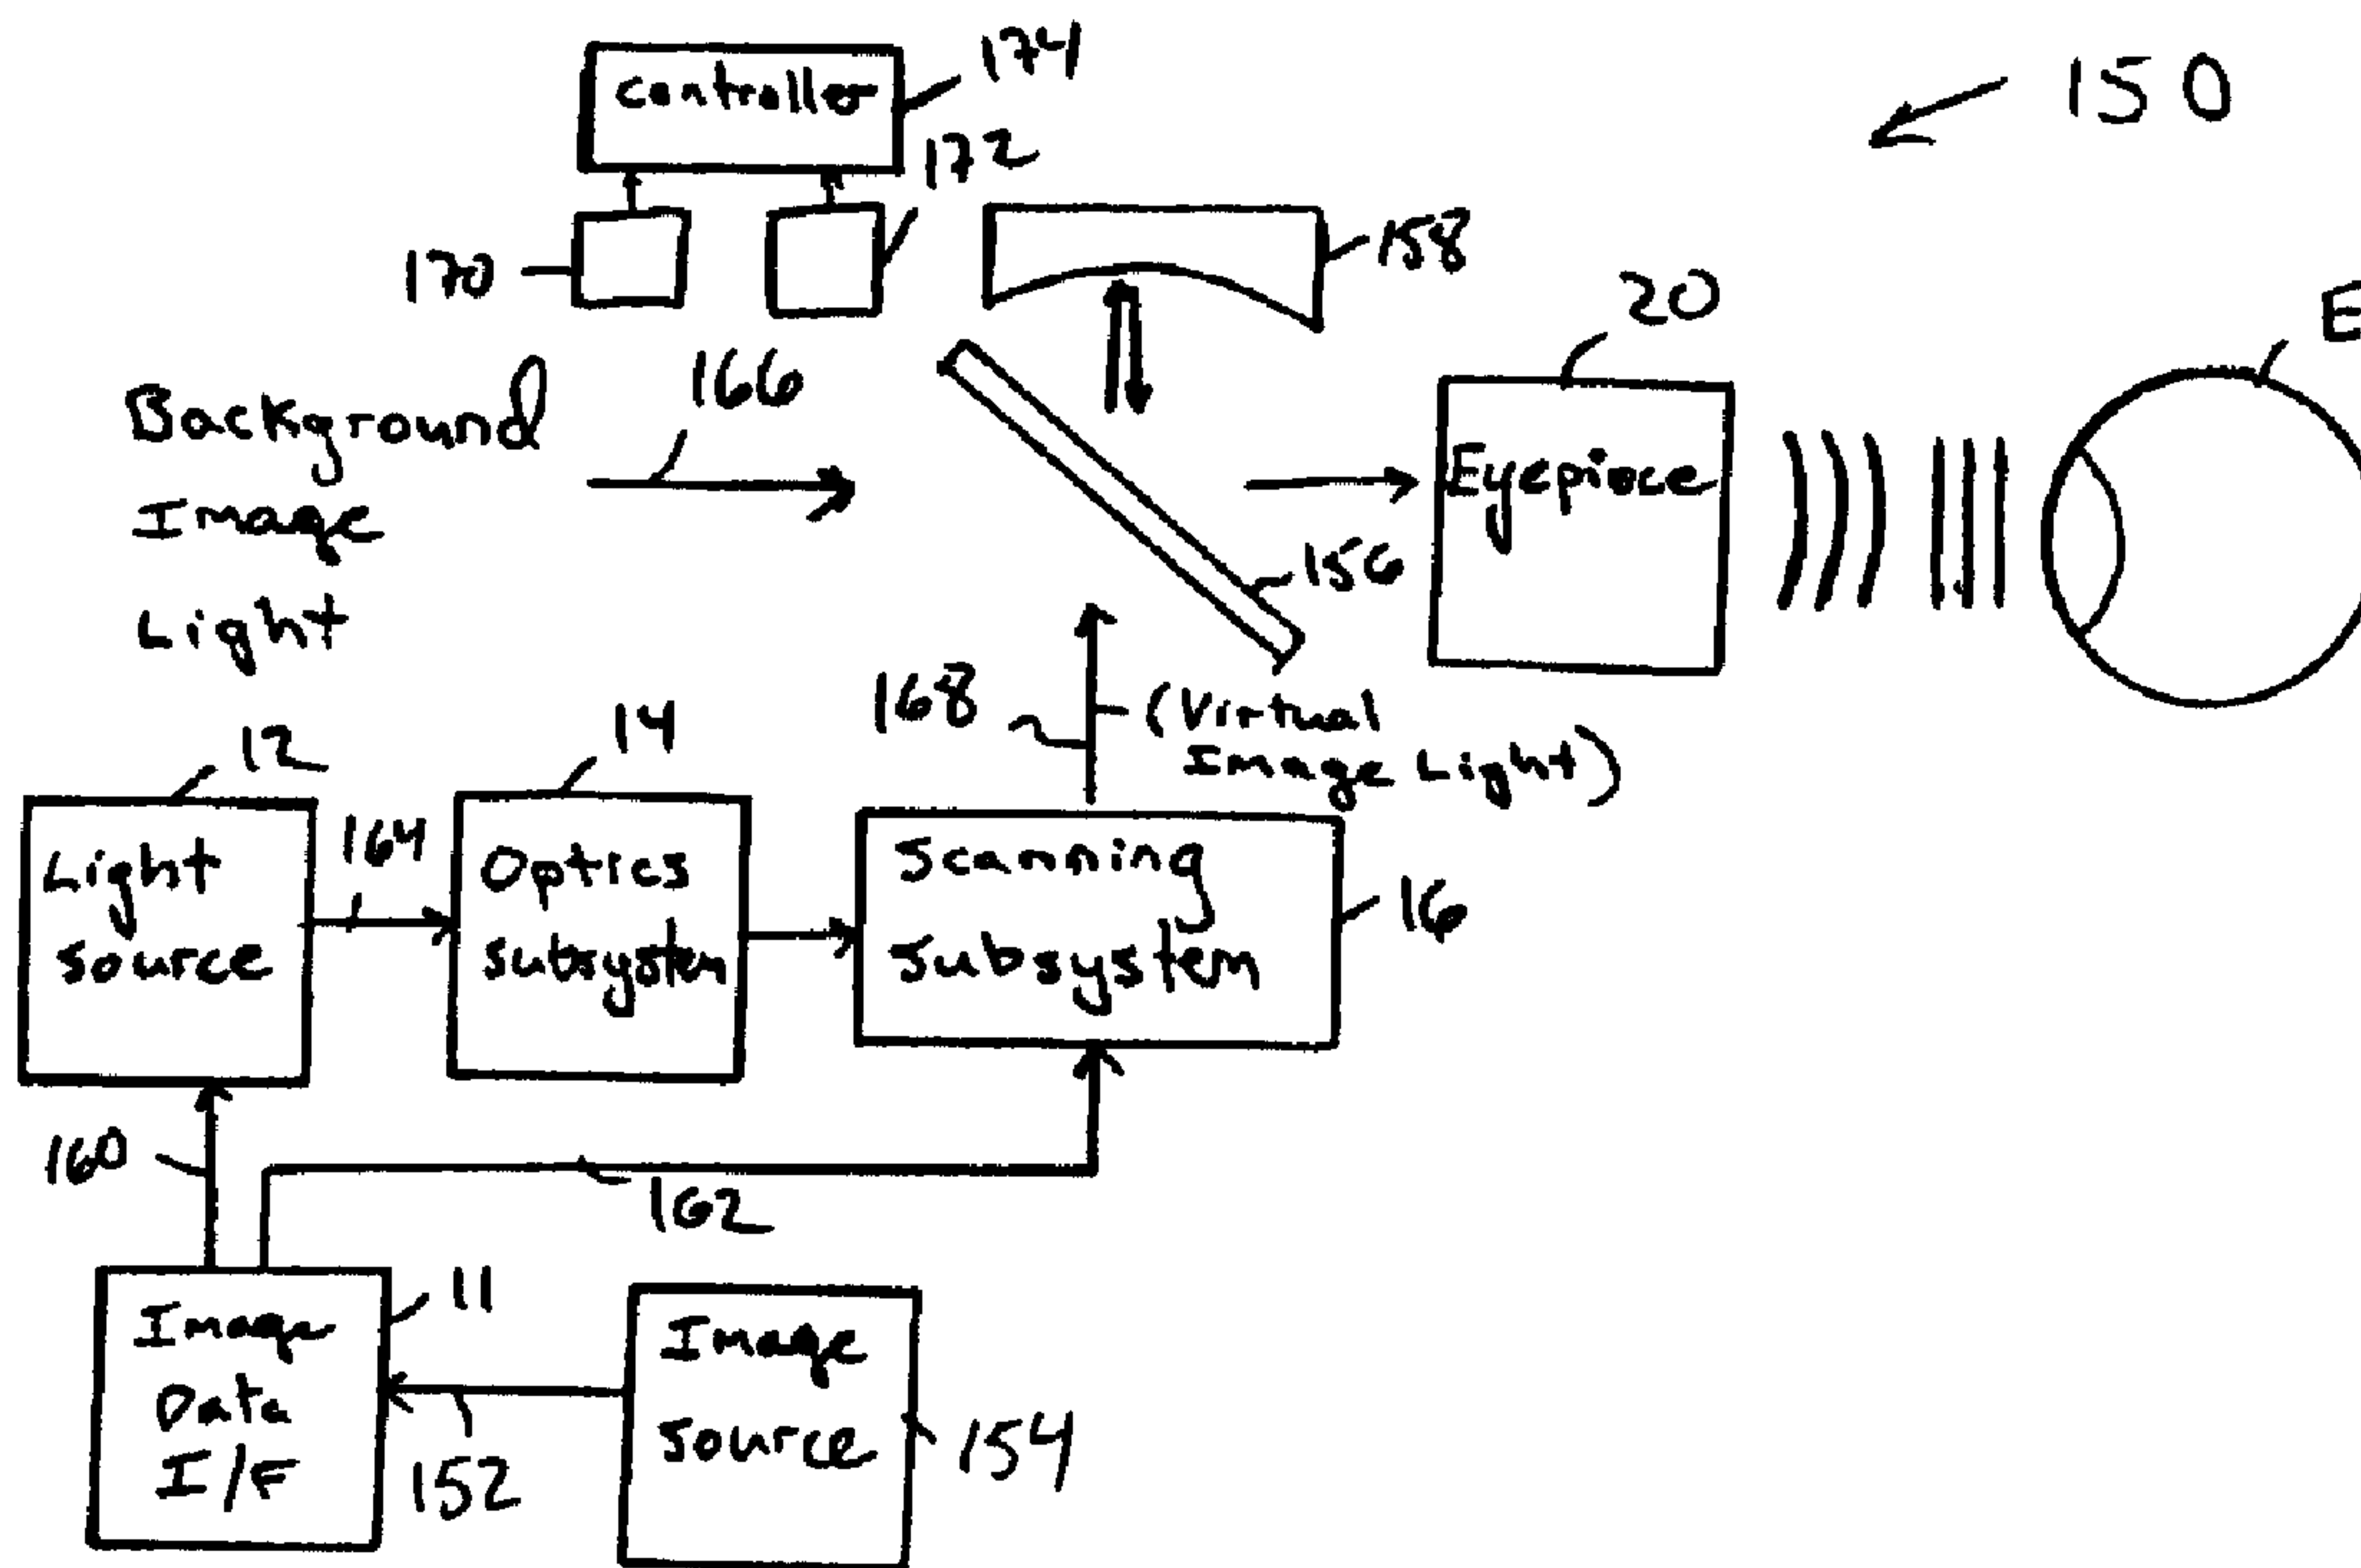 174
150
controller
172
170
158
20
E
166
Background
Image
Light
Eyepiece
156
168
(Virtual
Image Light)
12
14
164
Light
source
Optics
subsystem
Scanning
subsystem
16
160
162
11
Image
Data
I/F
152
Image
source
154